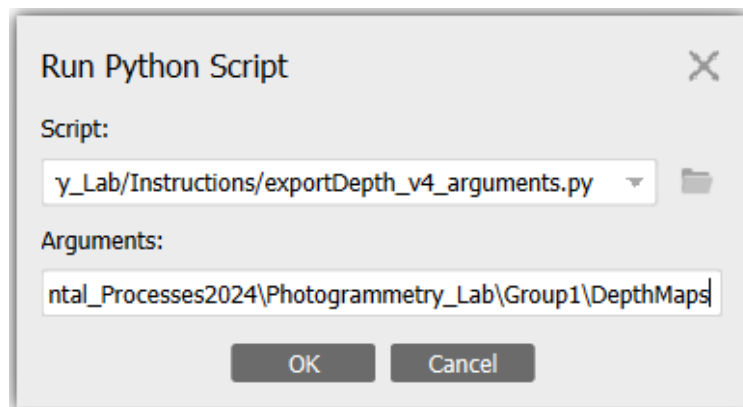 Run Python Script
Script:
y_Lab/Instructions/exportDepth_v4_arguments.py
Arguments:
ntal_Processes2024\Photogrammetry_Lab\Group1\DepthMaps
OK Cancel